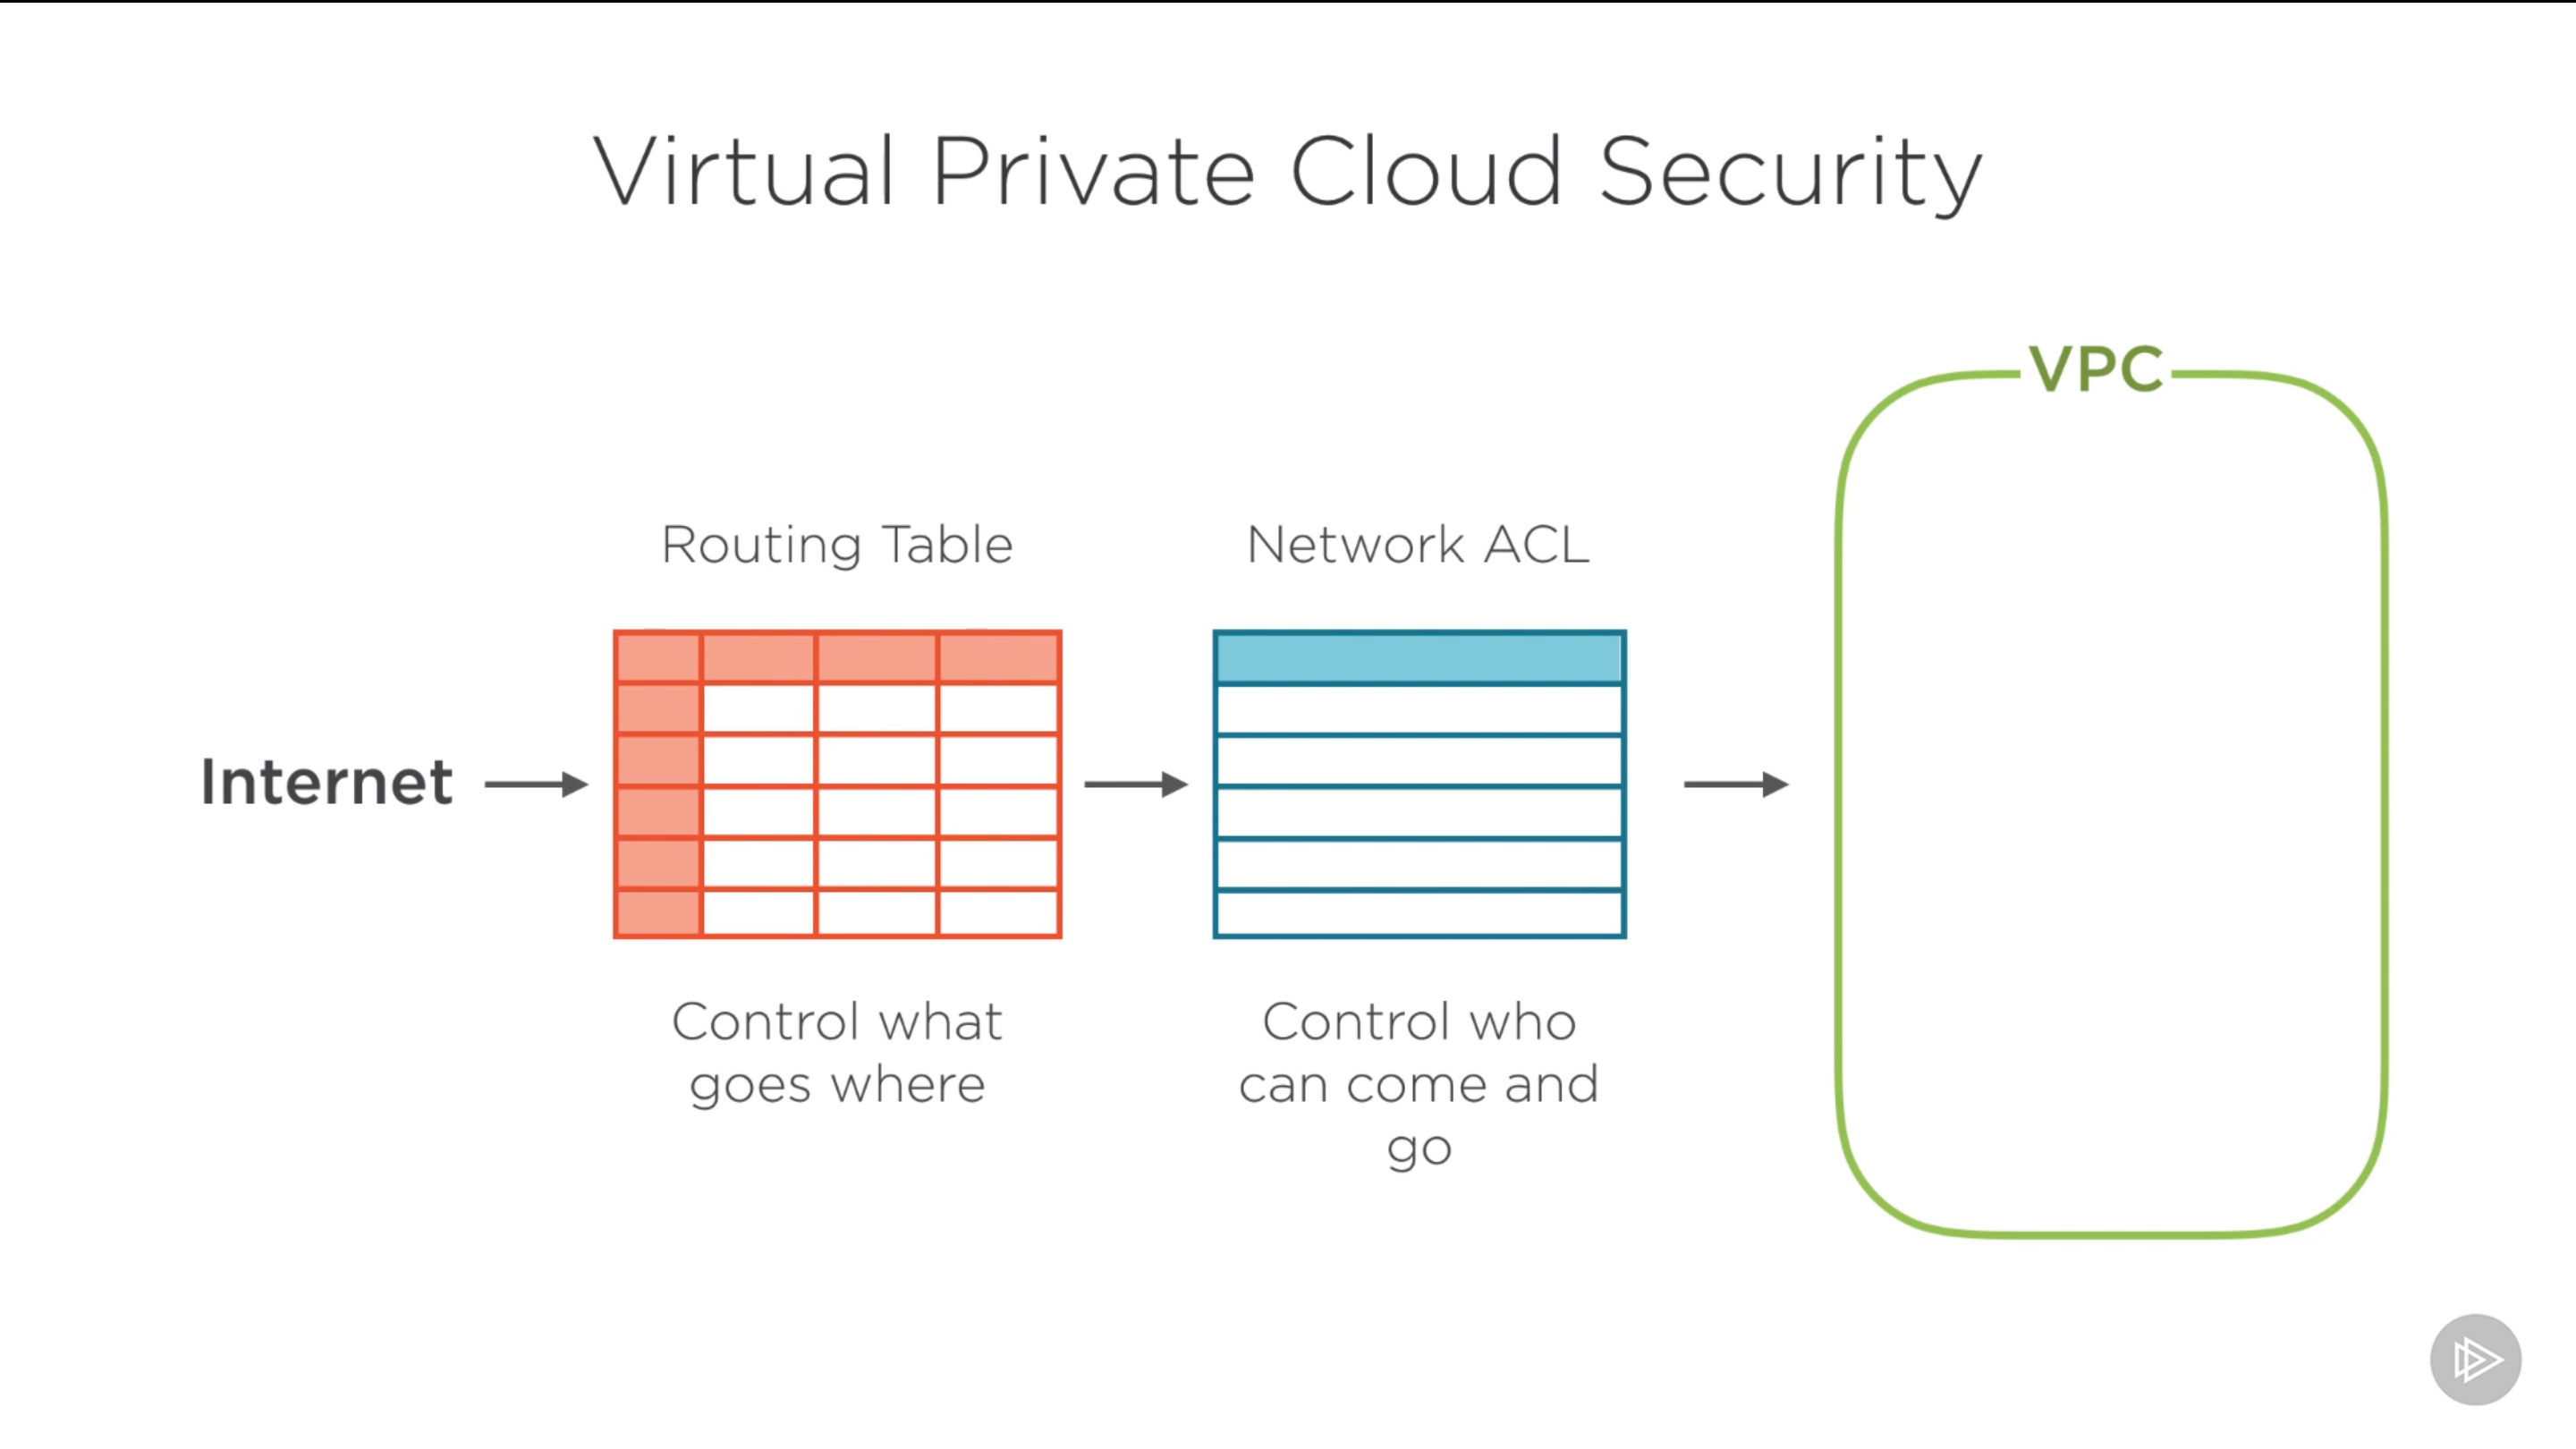 Virtual Private Cloud Security
VPC
Routing Table
Network ACL
Internet
Control what
goes where
Control who
can come and
go